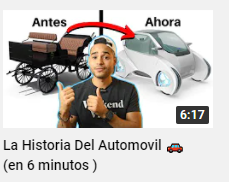 Antes Ahora
6:17
La Historia Del Automovil 🚗
(en 6 minutos )